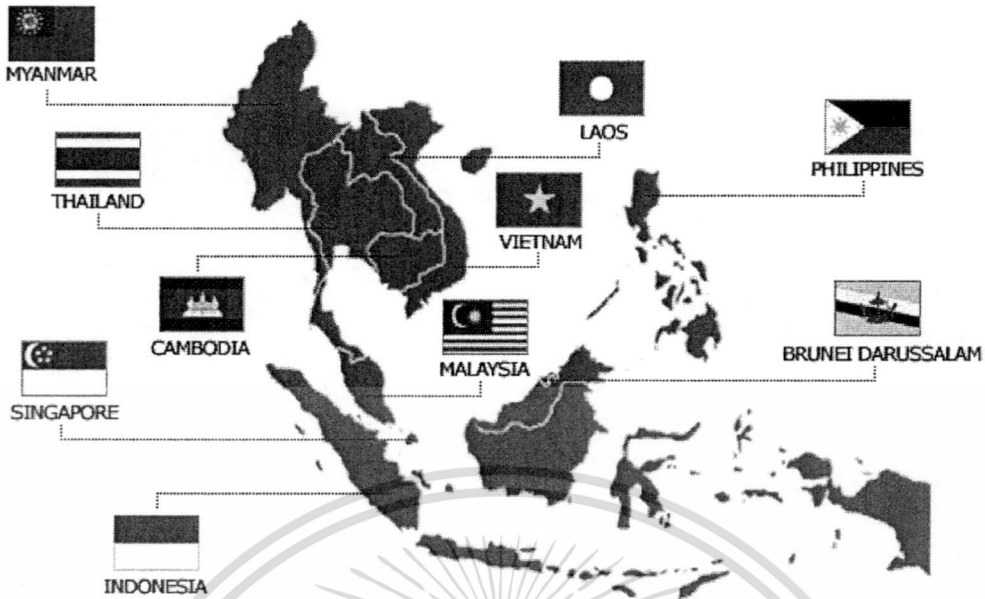 MYANMAR
LAOS
PHILIPPINES
THAILAND
VIETNAM
CAMBODIA
MALAYSIA
BRUNEI DARUSSALAM
SINGAPORE
INDONESIA